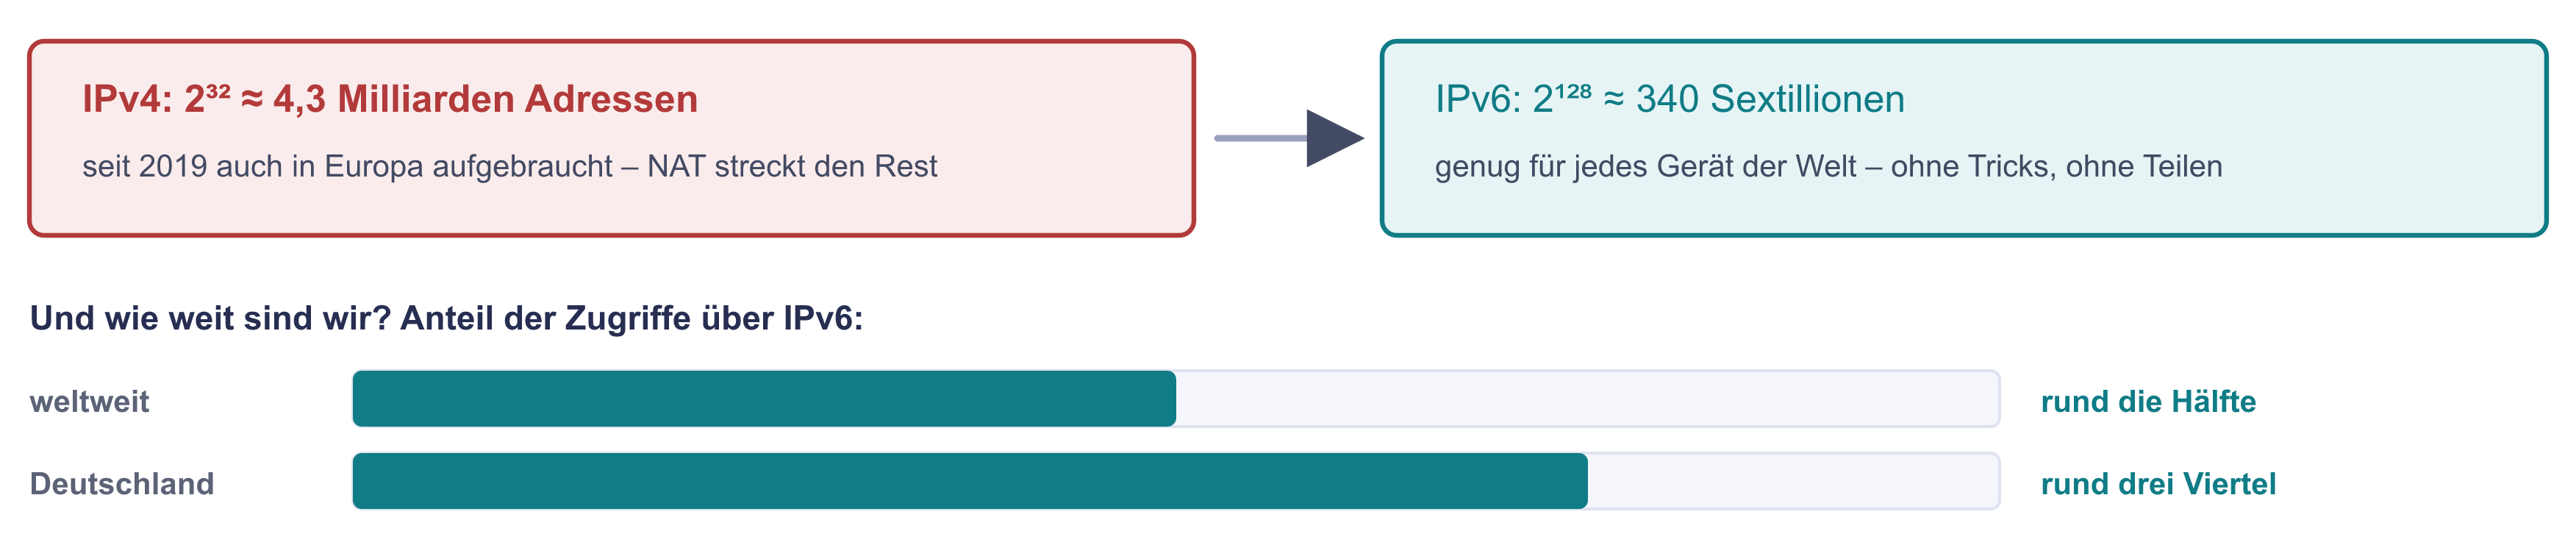 IPv4: 2³² ≈ 4,3 Milliarden Adressen
seit 2019 auch in Europa aufgebraucht – NAT streckt den Rest
IPv6: 2¹²⁸ ≈ 340 Sextillionen
genug für jedes Gerät der Welt – ohne Tricks, ohne Teilen
Und wie weit sind wir? Anteil der Zugriffe über IPv6:
weltweit
rund die Hälfte
Deutschland
rund drei Viertel